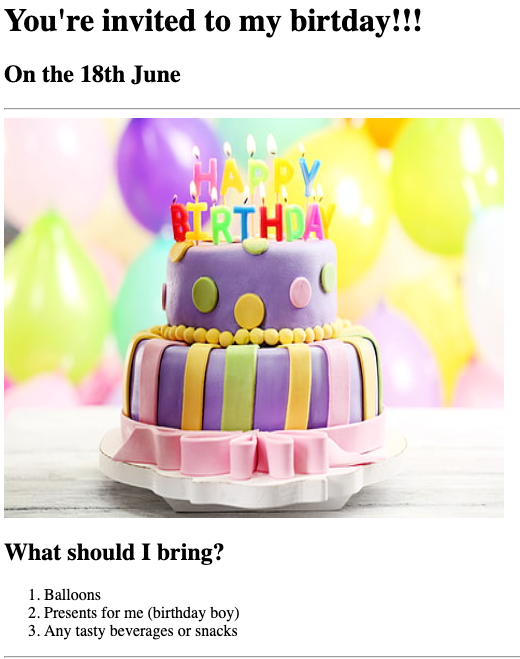 You're invited to my birtday!!!
On the 18th June
HAPPY
BIRTHDAY
What should I bring?
1. Balloons
2. Presents for me (birthday boy)
3. Any tasty beverages or snacks